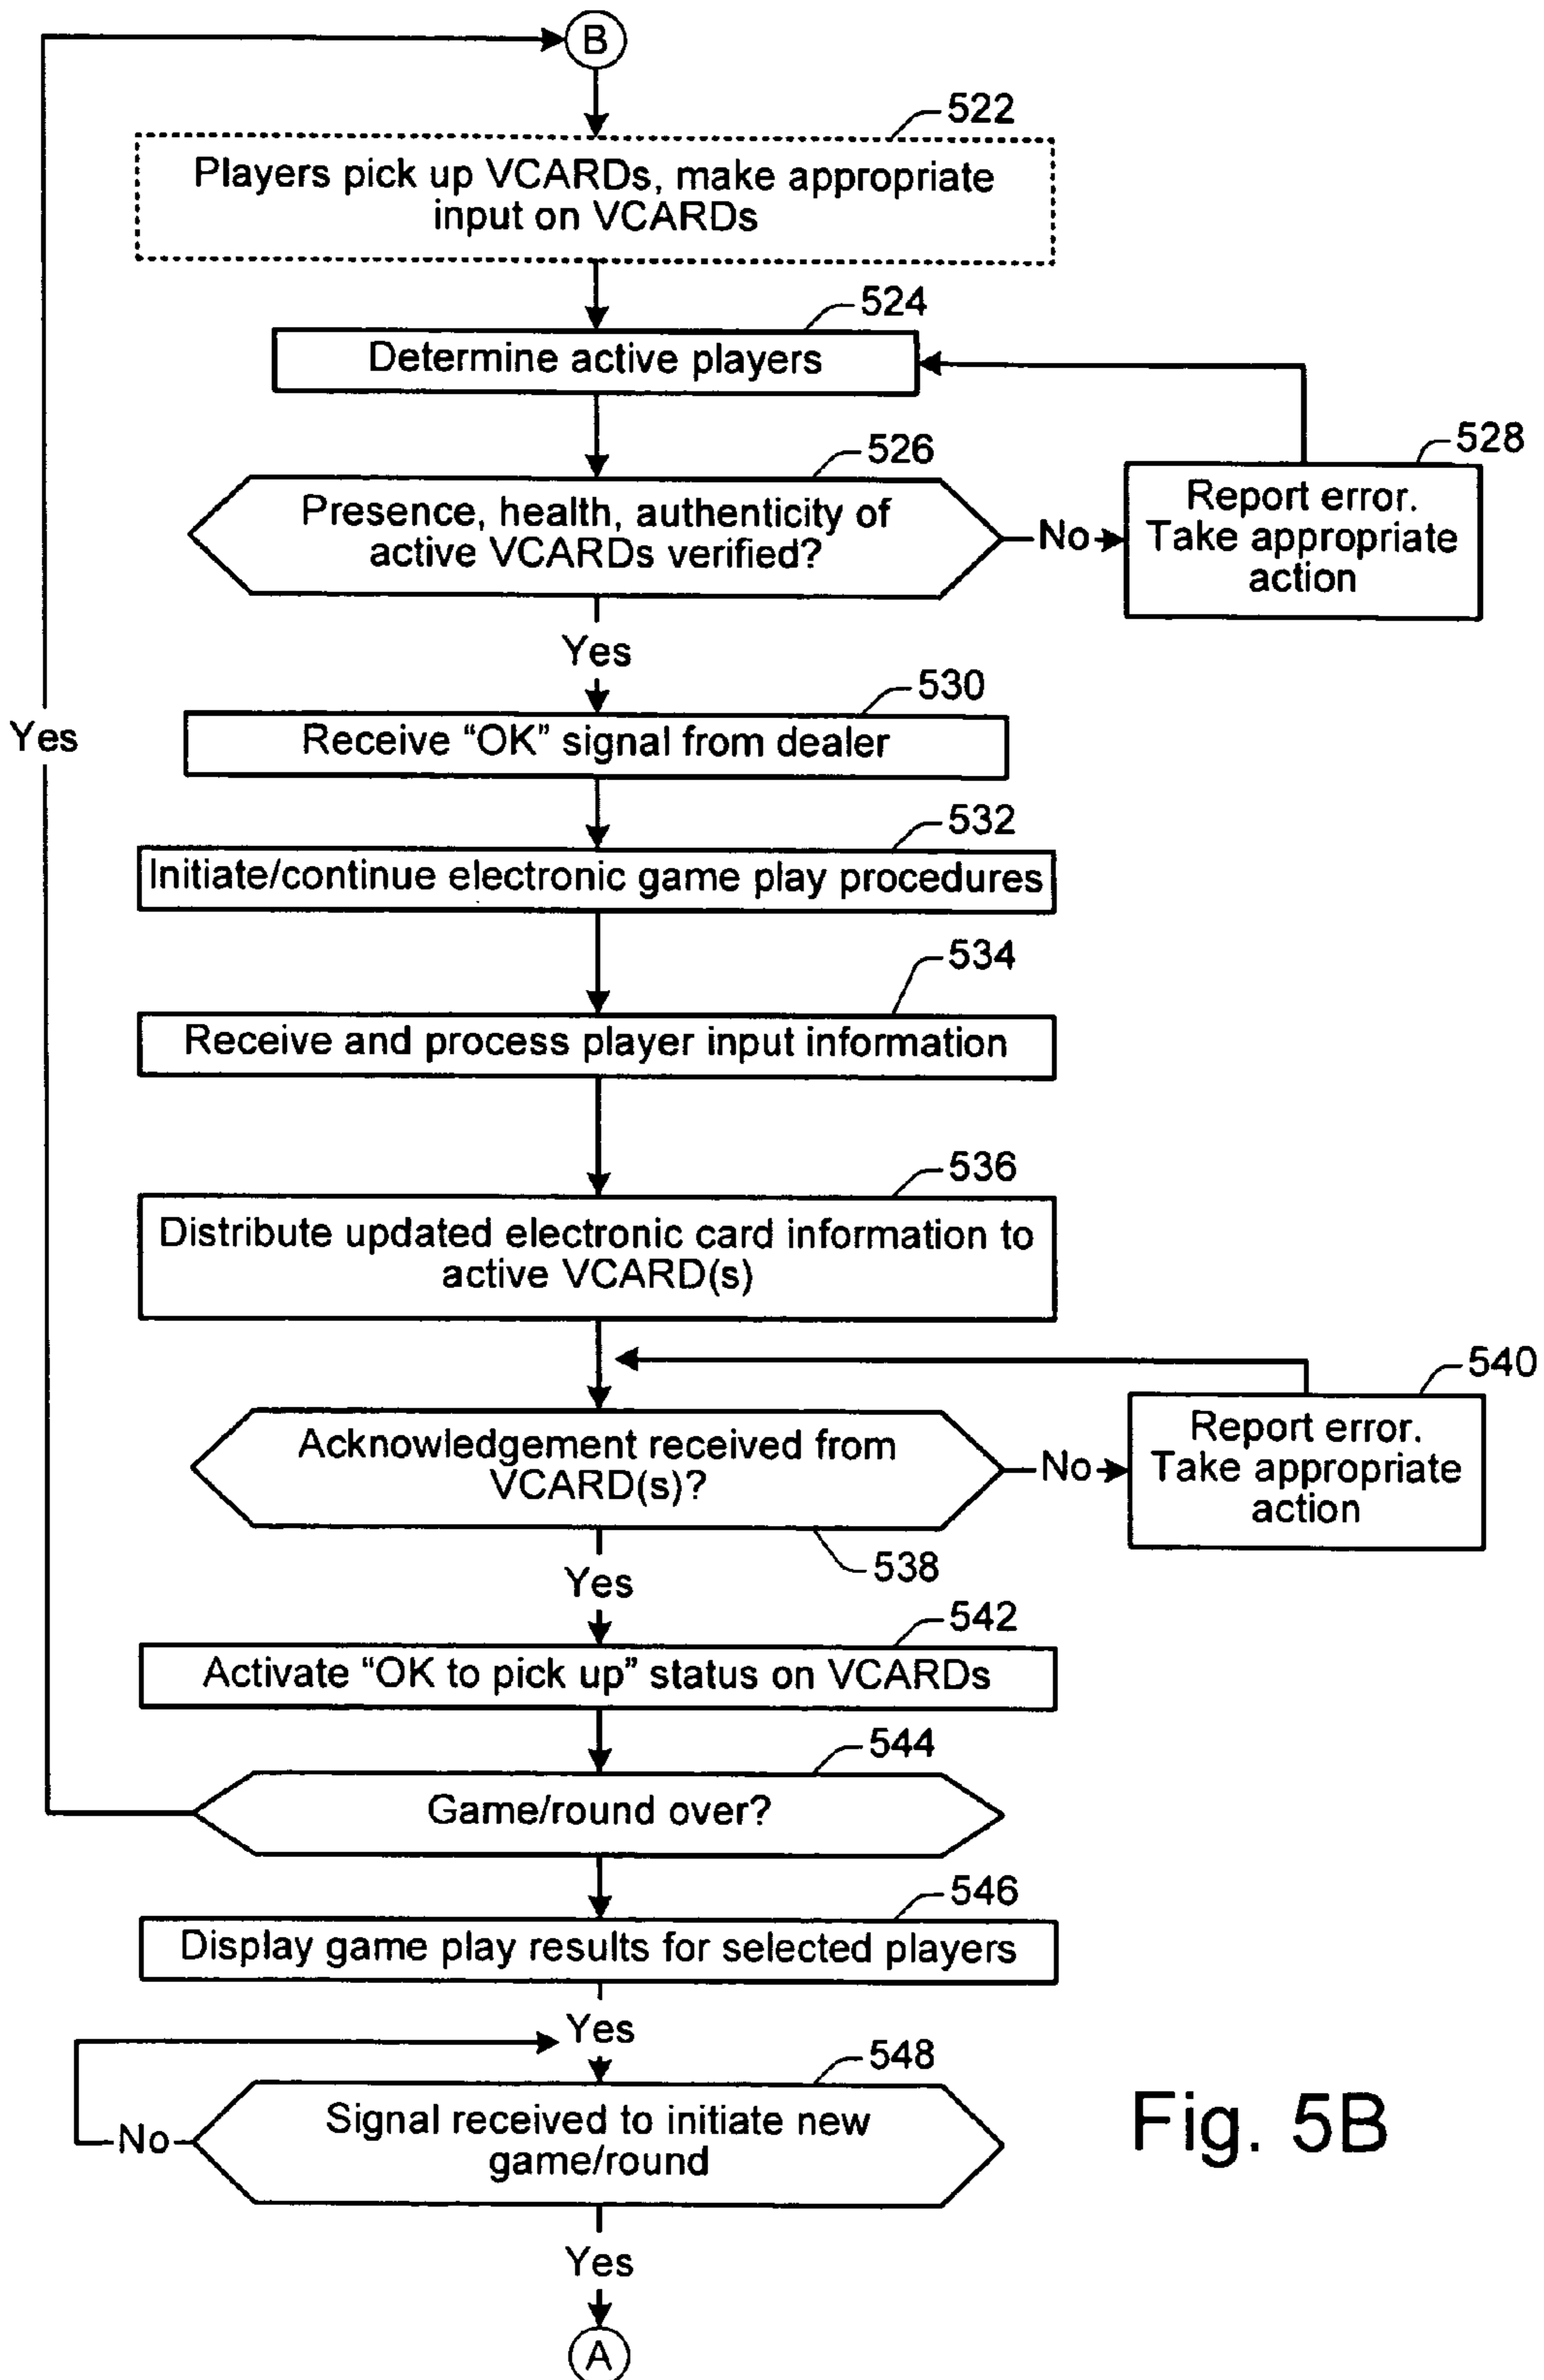 B
522
Players pick up VCARDs, make appropriate
input on VCARDs
524
Determine active players
526
Presence, health, authenticity of
active VCARDs verified?
No
528
Report error.
Take appropriate
action
Yes
530
Receive “OK” signal from dealer
Yes
532
Initiate/continue electronic game play procedures
534
Receive and process player input information
536
Distribute updated electronic card information to
active VCARD(s)
540
Acknowledgement received from
VCARD(s)?
No
Report error.
Take appropriate
action
538
Yes
542
Activate “OK to pick up” status on VCARDs
544
Game/round over?
546
Display game play results for selected players
Yes
548
Signal received to initiate new
game/round
No
Fig. 5B
Yes
A